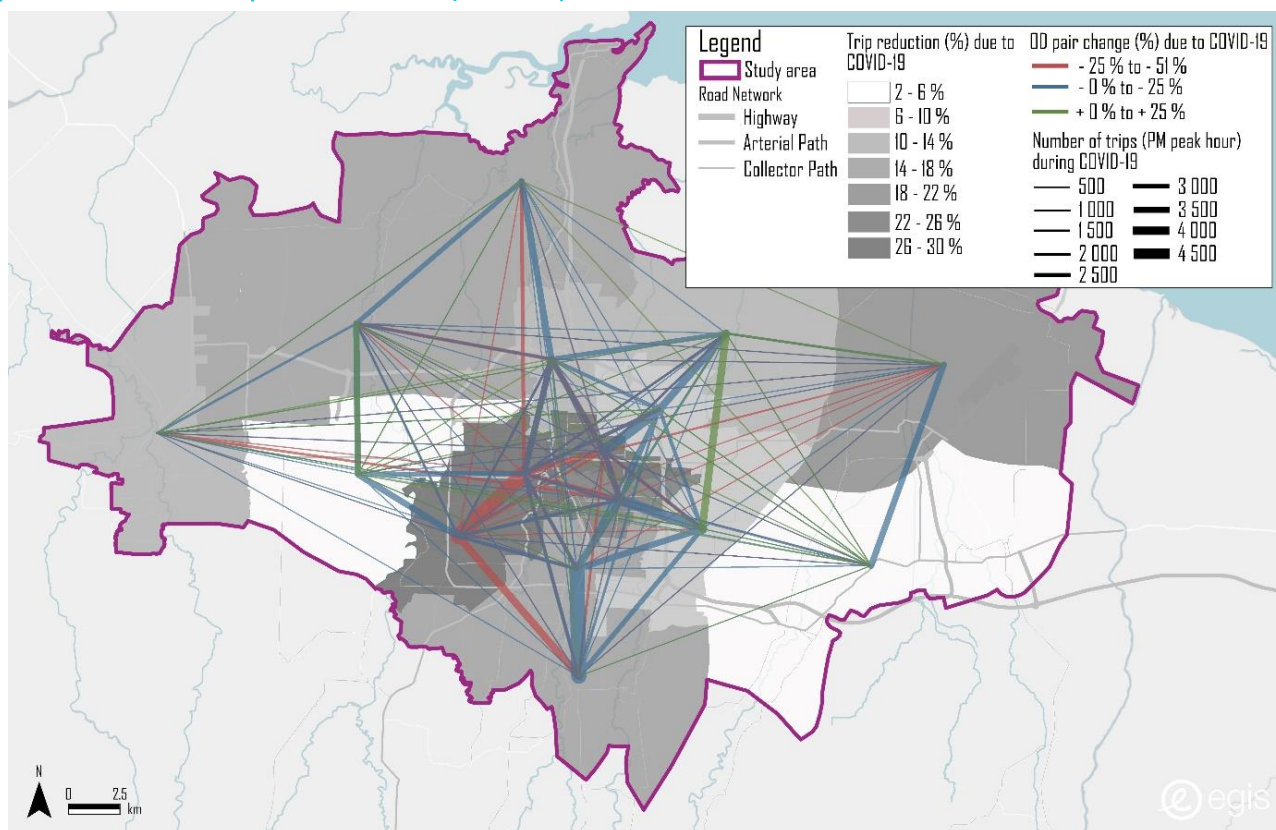 Legend
Study area
Road Network
Highway
Arterial Path
Collector Path
Trip reduction (%) due to
COVID-19
2 - 6 %
6 - 10 %
10 - 14 %
14 - 18 %
18 - 22 %
22 - 26 %
26 - 30 %
OD pair change (%) due to COVID-19
- 25 % to - 51 %
- 0 % to - 25 %
+ 0 % to + 25 %
Number of trips (PM peak hour)
during COVID-19
500
1 000
1 500
2 000
2 500
3 000
3 500
4 000
4 500
N
0 2.5
km
egis